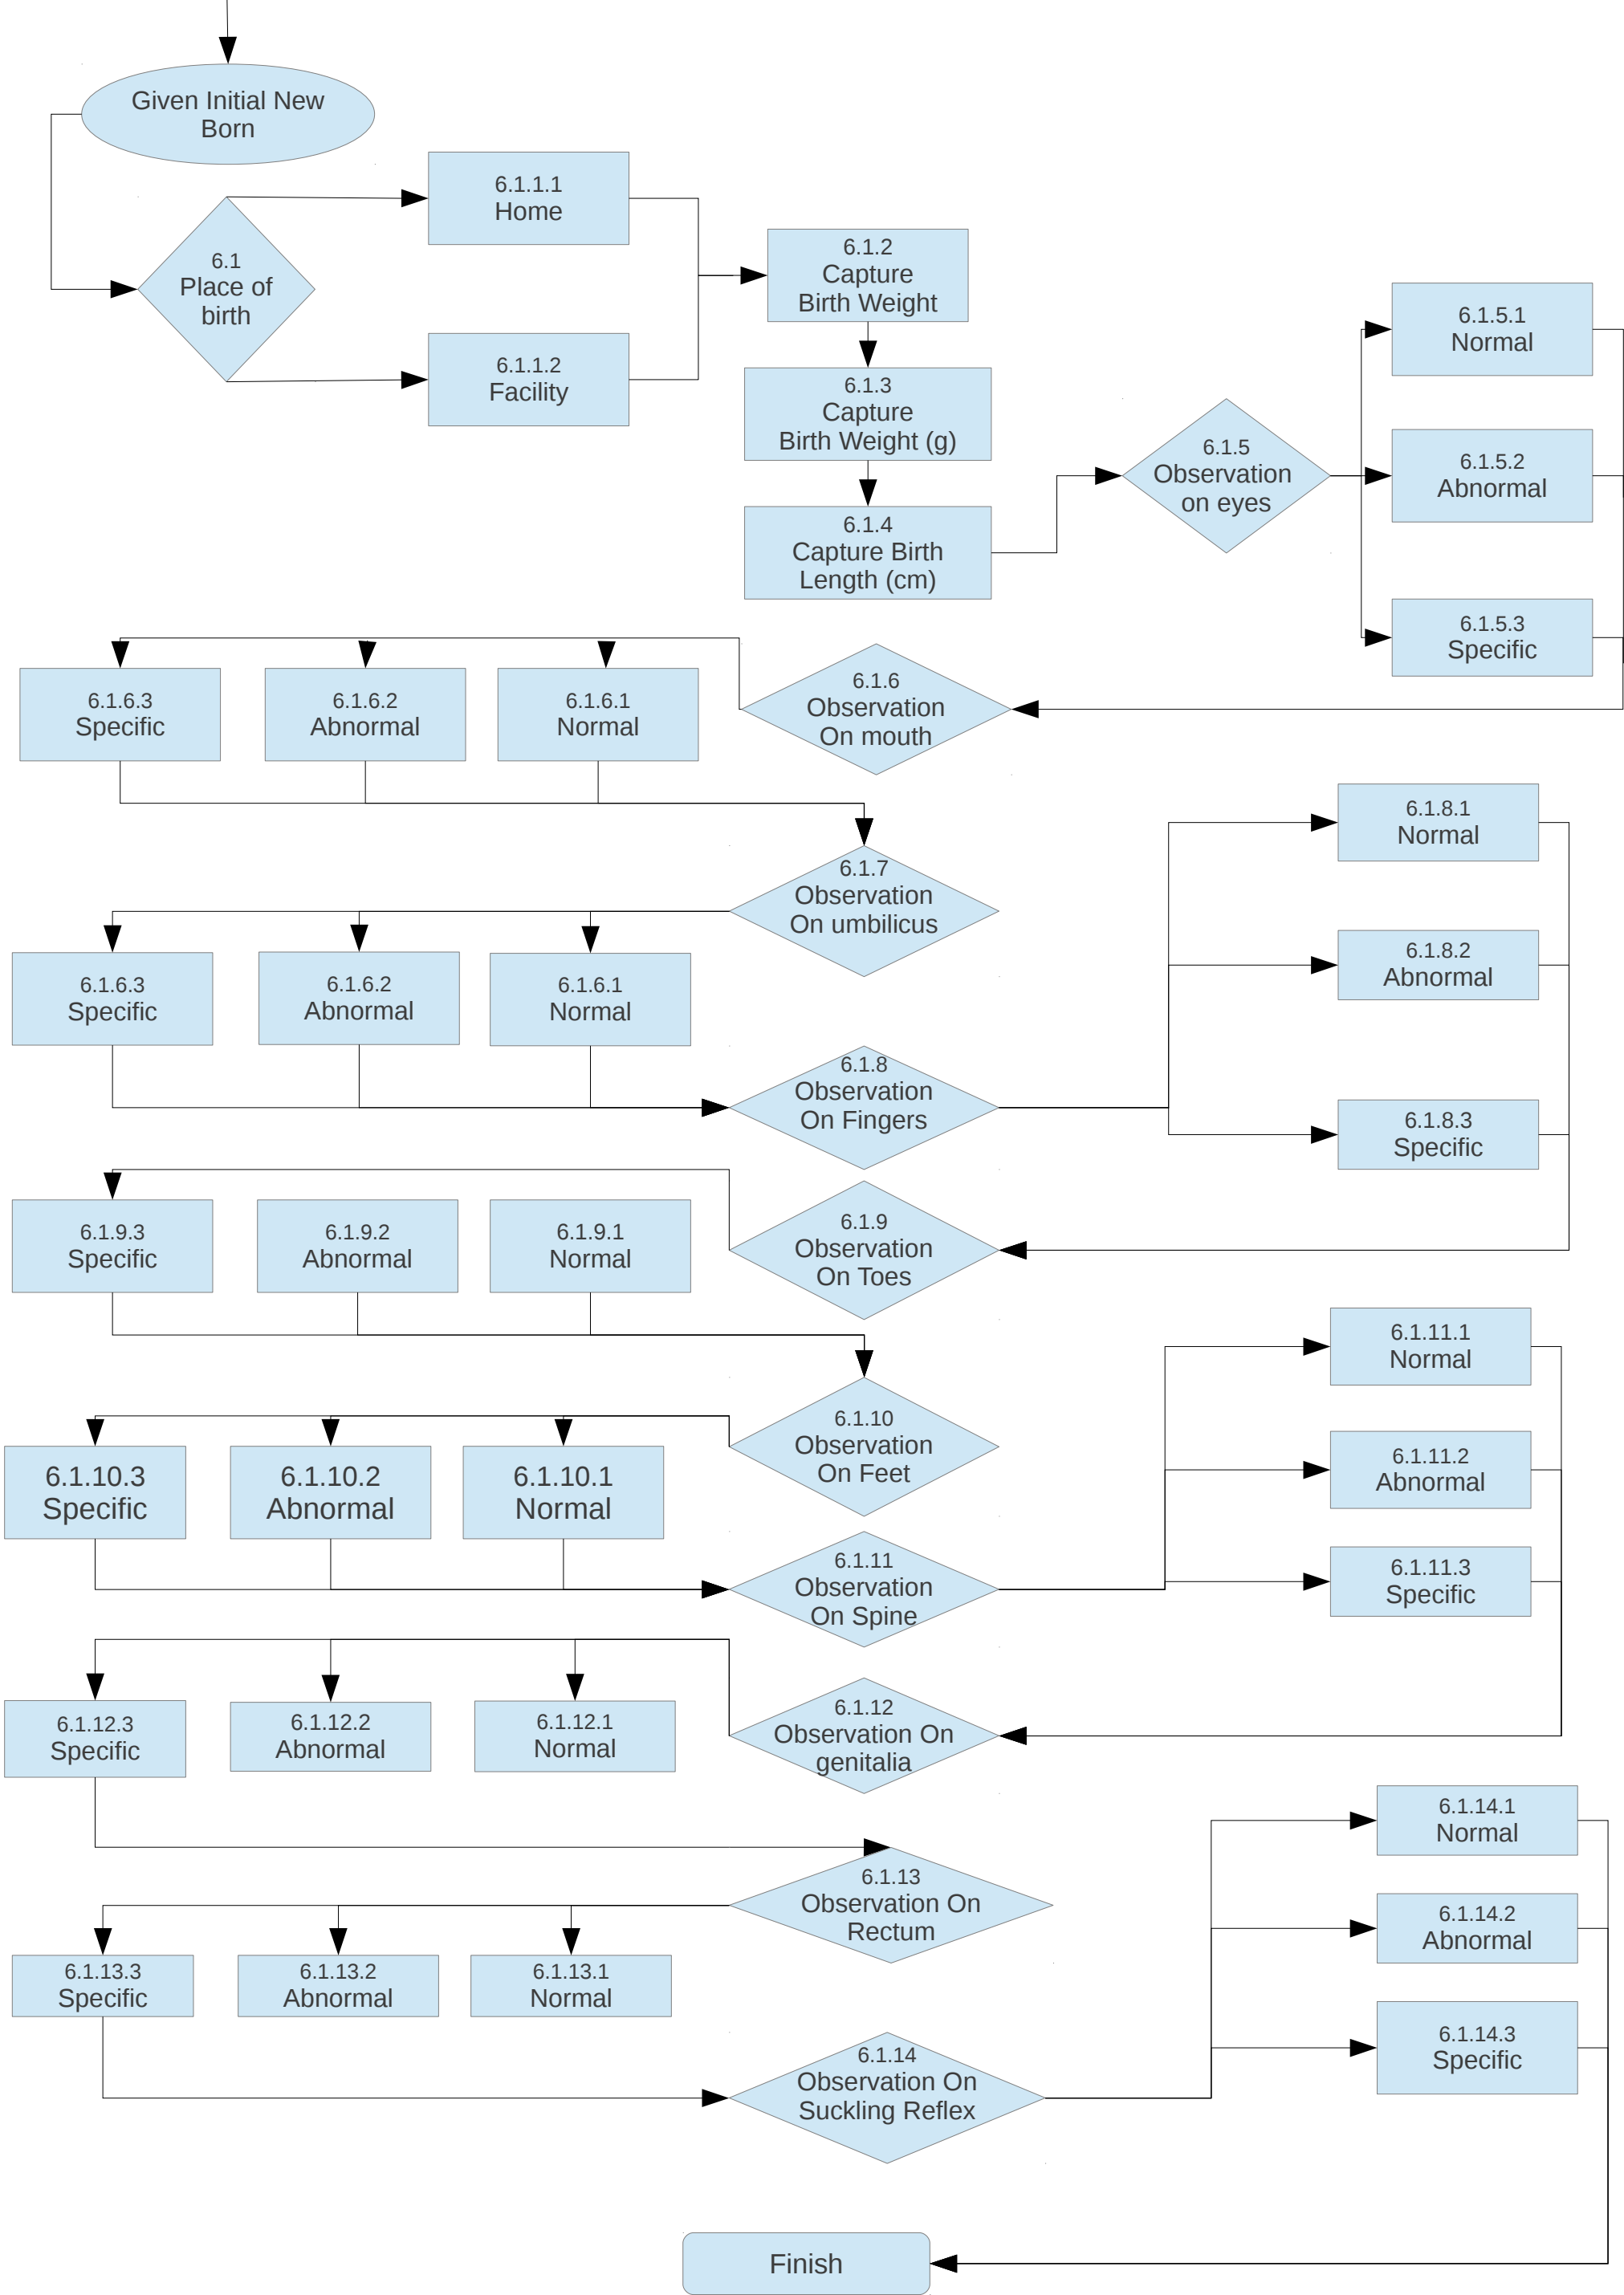 Given Initial New
Born
6.1
Place of
birth
6.1.1.1
Home
6.1.1.2
Facility
6.1.2
Capture
Birth Weight
6.1.3
Capture
Birth Weight (g)
6.1.4
Capture Birth
Length (cm)
6.1.5
Observation
on eyes
6.1.5.1
Normal
6.1.5.2
Abnormal
6.1.5.3
Specific
6.1.6
Observation
On mouth
6.1.6.3
Specific
6.1.6.2
Abnormal
6.1.6.1
Normal
6.1.7
Observation
On umbilicus
6.1.6.3
Specific
6.1.6.2
Abnormal
6.1.6.1
Normal
6.1.8
Observation
On Fingers
6.1.8.1
Normal
6.1.8.2
Abnormal
6.1.8.3
Specific
6.1.9
Observation
On Toes
6.1.9.3
Specific
6.1.9.2
Abnormal
6.1.9.1
Normal
6.1.10
Observation
On Feet
6.1.10.3
Specific
6.1.10.2
Abnormal
6.1.10.1
Normal
6.1.11
Observation
On Spine
6.1.11.1
Normal
6.1.11.2
Abnormal
6.1.11.3
Specific
6.1.12
Observation On
genitalia
6.1.12.3
Specific
6.1.12.2
Abnormal
6.1.12.1
Normal
6.1.13
Observation On
Rectum
6.1.13.3
Specific
6.1.13.2
Abnormal
6.1.13.1
Normal
6.1.14
Observation On
Suckling Reflex
6.1.14.1
Normal
6.1.14.2
Abnormal
6.1.14.3
Specific
Finish